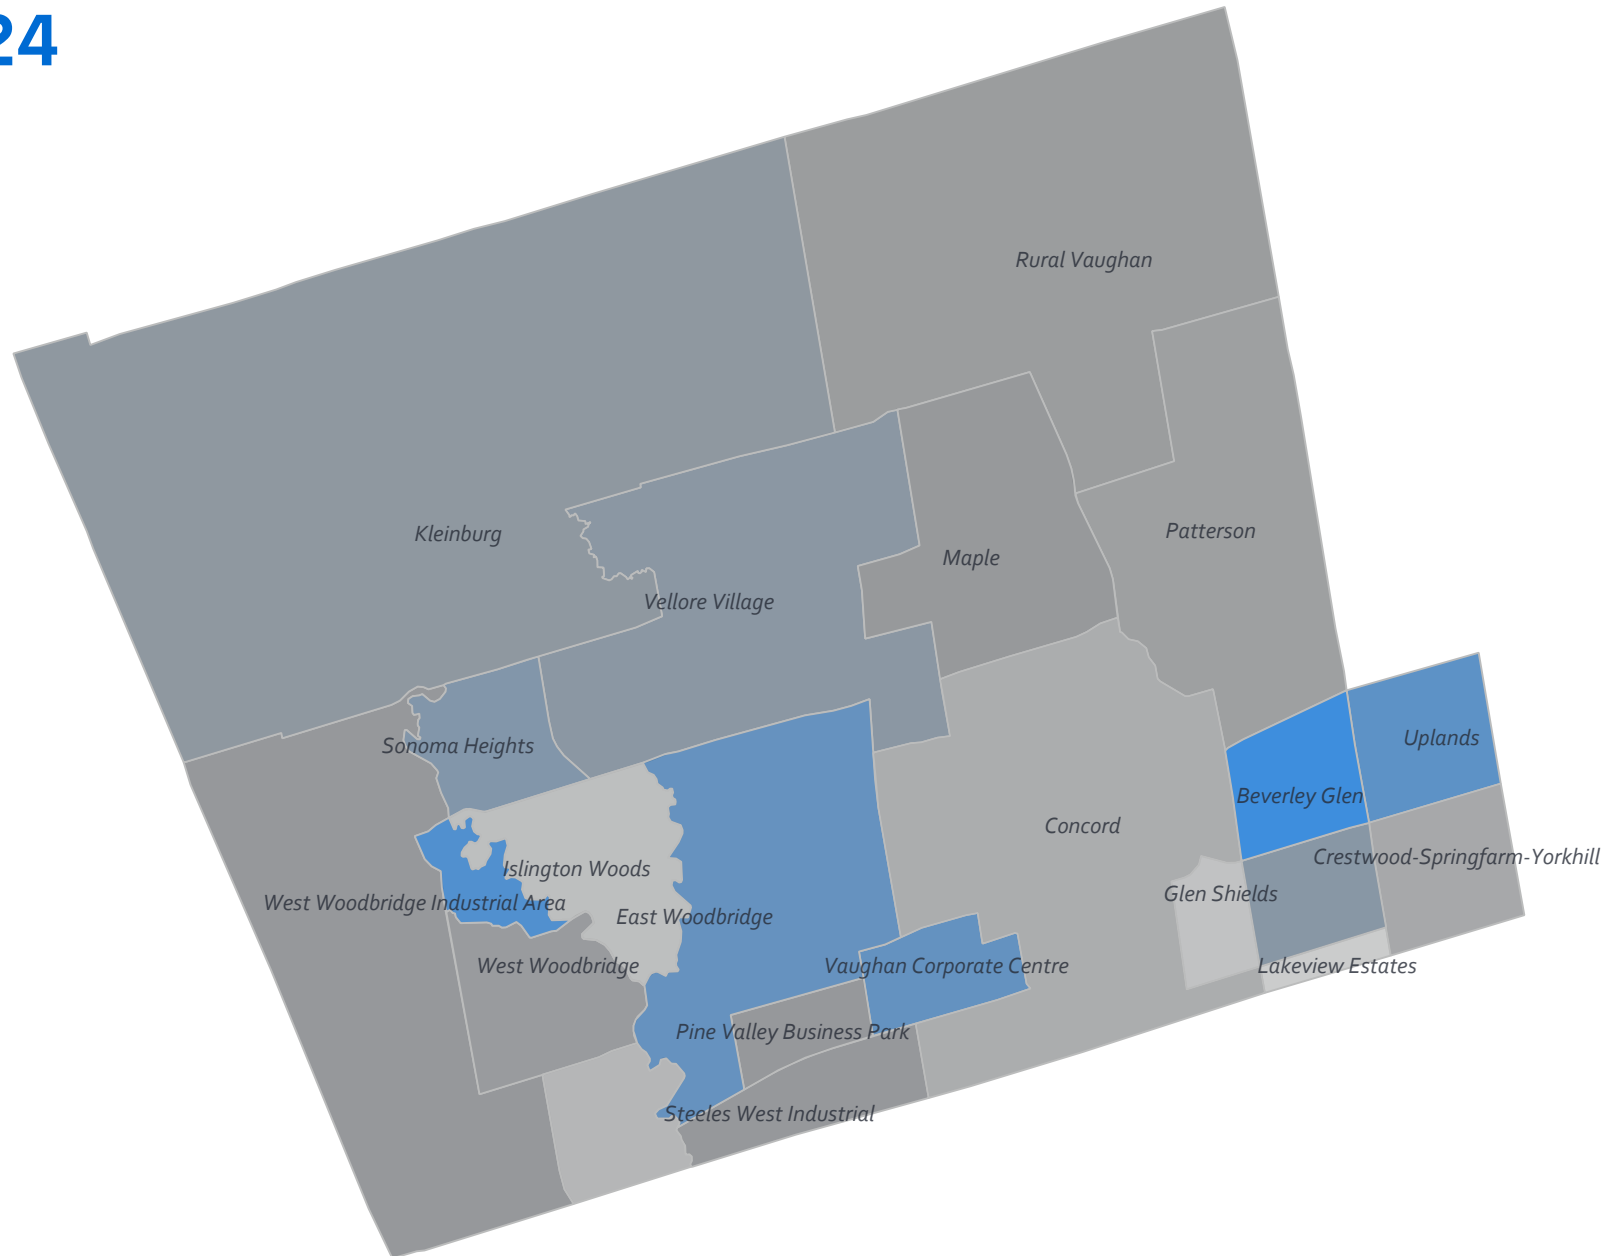 24
Rural Vaughan
Patterson
Kleinburg
Maple
Vellore Village
Uplands
Sonoma Heights
Beverley Glen
Concord
Crestwood-Springfarm-Yorkhill
Islington Woods
Glen Shields
West Woodbridge Industrial Area
East Woodbridge
West Woodbridge
Vaughan Corporate Centre
Lakeview Estates
Pine Valley Business Park
Steeles West Industrial